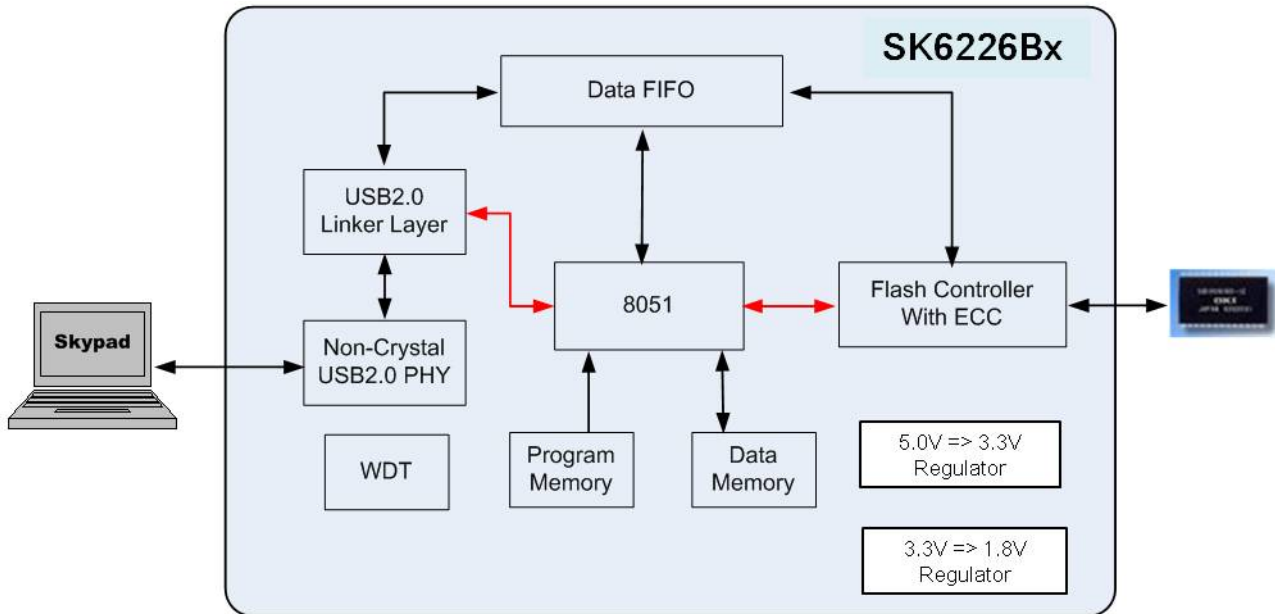 SK6226Bx
Data FIFO
USB2.0
Linker Layer
8051
Flash Controller
With ECC
Skypad
Non-Crystal
USB2.0 PHY
WDT
Program
Memory
Data
Memory
5.0V => 3.3V
Regulator
3.3V => 1.8V
Regulator
OKI